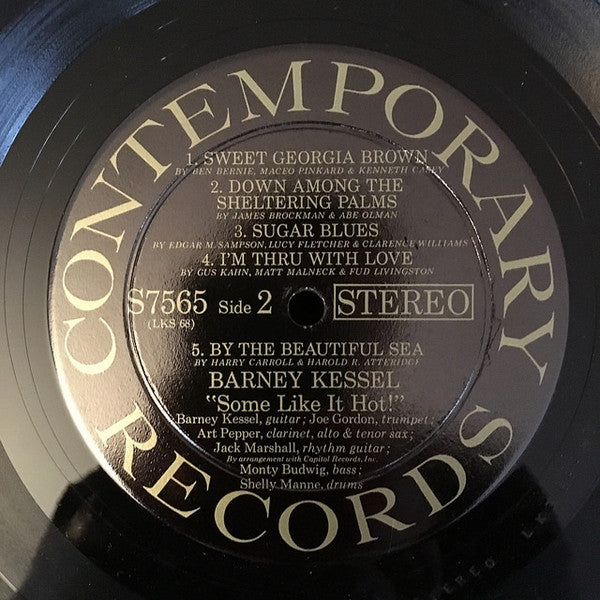 CONTEMPORARY
1. SWEET GEORGIA BROWN
BY BEN BERNIE, MACEO PINKARD & KENNETH CASEY
2. DOWN AMONG THE
SHELTERING PALMS
BY JAMES BROCKMAN & ABE OLMAN
3. SUGAR BLUES
BY EDGAR M. SAMPSON, LUCY FLETCHER & CLARENCE WILLIAMS
4. I'M THRU WITH LOVE
BY GUS KAHN, MATT MALNECK & FUD LIVINGSTON
S7565 Side 2 STEREO
(LKS 68)
5. BY THE BEAUTIFUL SEA
BY HARRY CARROLL & HAROLD R. ATTERIDGE
BARNEY KESSEL
"Some Like It Hot!"
Barney Kessel, guitar; Joe Gordon, trumpet;
Art Pepper, clarinet, alto & tenor sax;
Jack Marshall, rhythm guitar;
By arrangement with Capitol Records, Inc.
Monty Budwig, bass;
Shelly Manne, drums
RECORDS